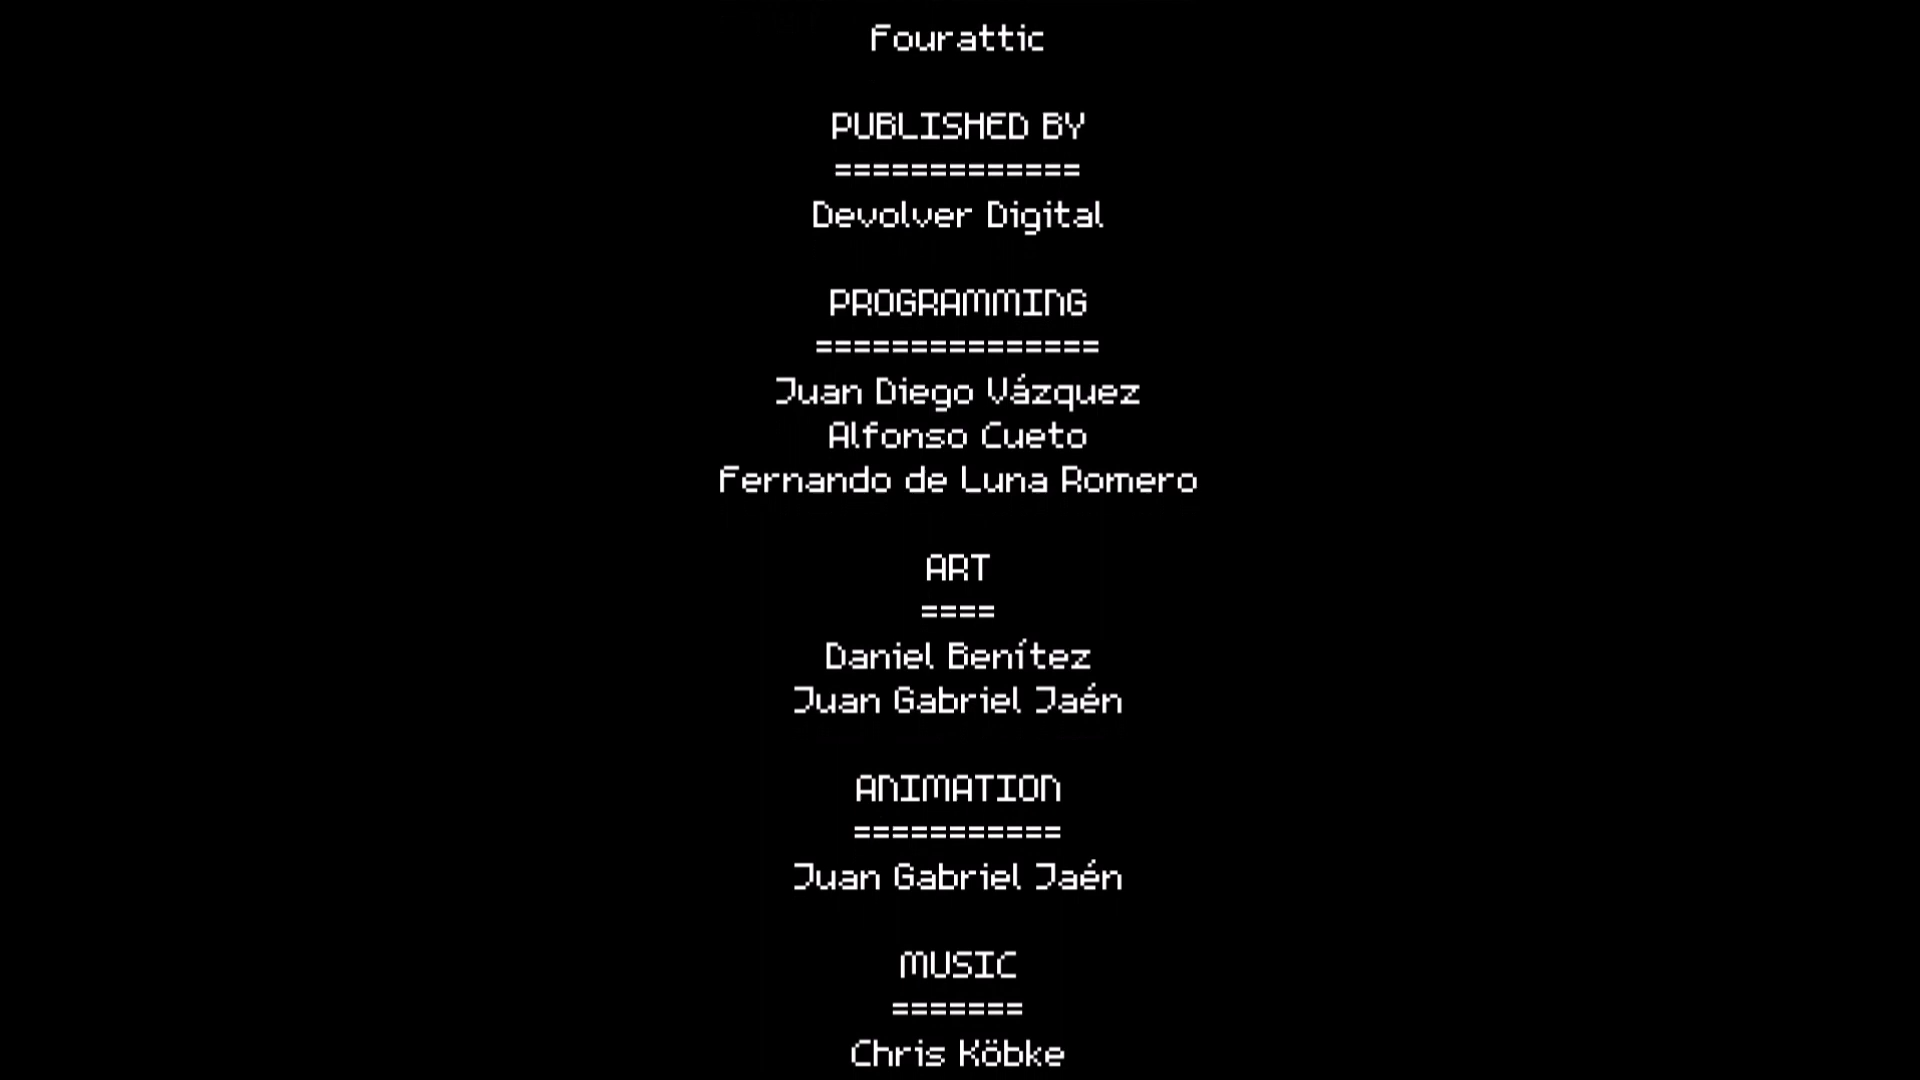 Fourattic
PUBLISHED BY
=============
Devolver Digital
PROGRAMMING
===============
Juan Diego Vázquez
Alfonso Cueto
Fernando de Luna Romero
ART
====
Daniel Benítez
Juan Gabriel Jaén
ANIMATION
===========
Juan Gabriel Jaén
MUSIC
=======
Chris Köbke